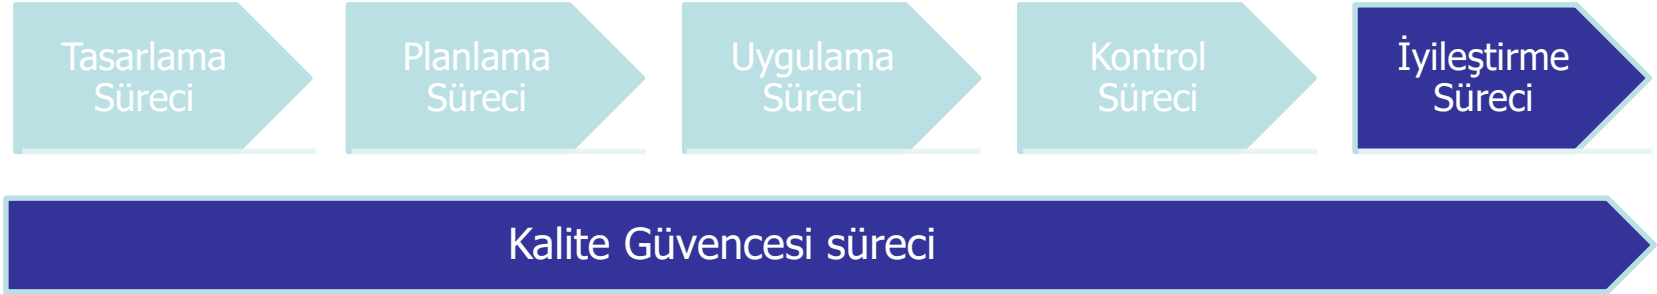 Tasarlama
Süreci
Planlama
Süreci
Uygulama
Süreci
Kontrol
Süreci
İyileştirme
Süreci
Kalite Güvencesi süreci